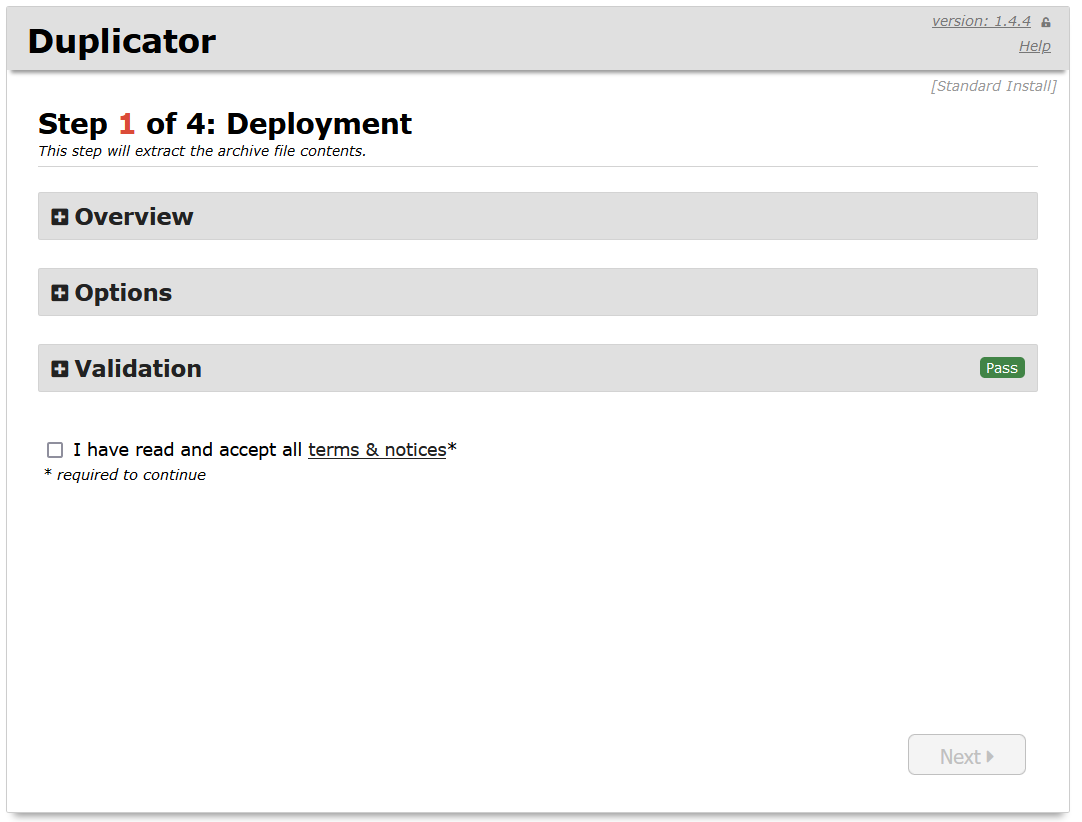 Duplicator
version: 1.4.4
Help
[Standard Install]
Step 1 of 4: Deployment
This step will extract the archive file contents.
Overview
Options
Validation
Pass
I have read and accept all terms & notices*
* required to continue
Next